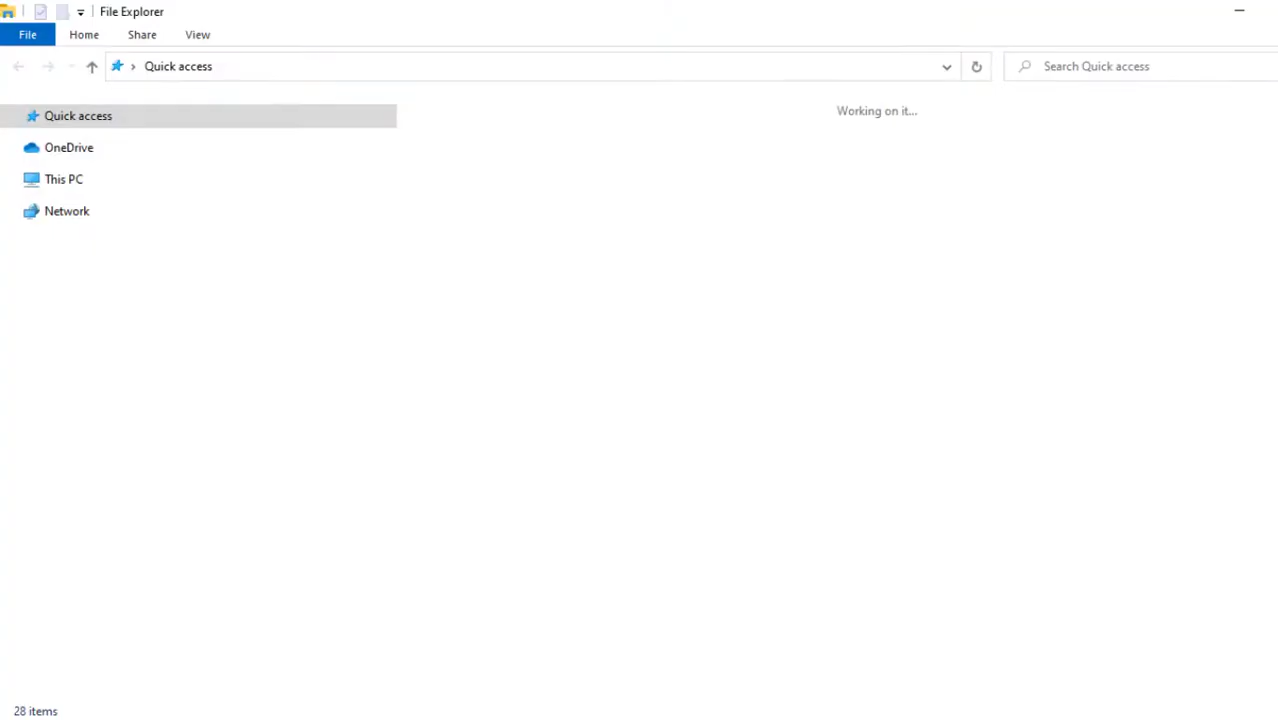 File Explorer
File Home Share View
Quick access Search Quick access
Quick access
Working on it...
OneDrive
This PC
Network
28 items